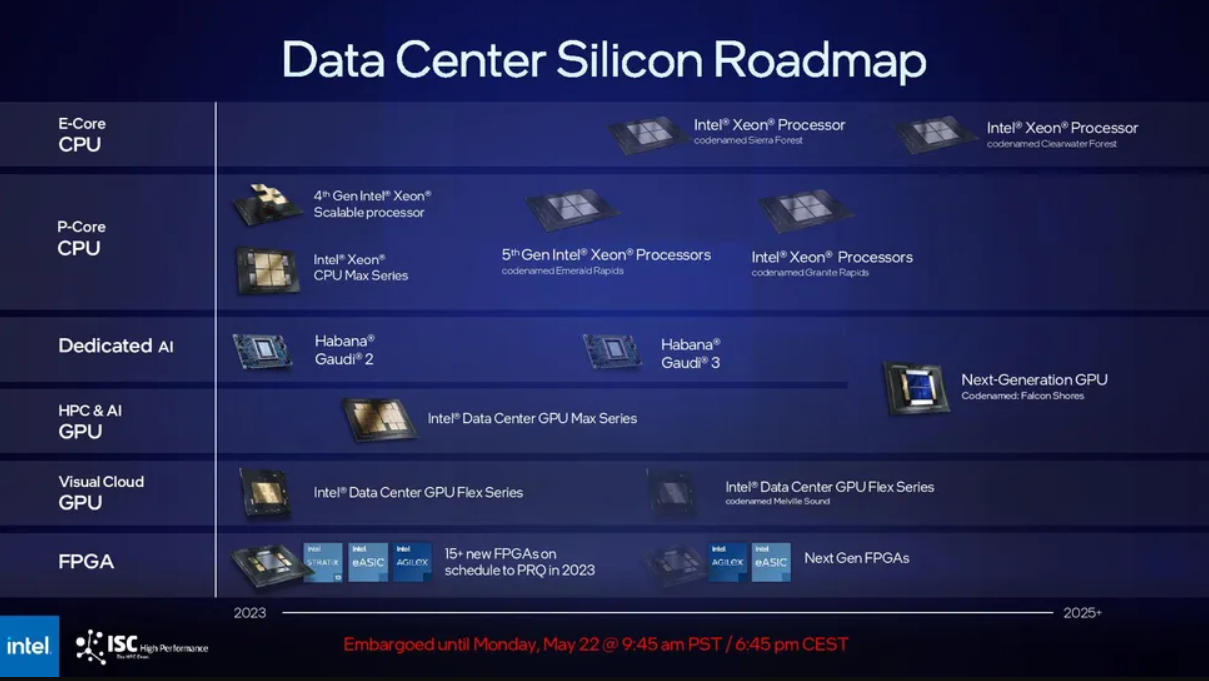 Data Center Silicon Roadmap
E-Core
CPU
Intel® Xeon® Processor
codenamed Sierra Forest
Intel® Xeon® Processor
codenamed Clearwater Forest
P-Core
CPU
4th Gen Intel® Xeon®
Scalable processor
Intel® Xeon®
CPU Max Series
5th Gen Intel® Xeon® Processors
codenamed Emerald Rapids
Intel® Xeon® Processors
codenamed Granite Rapids
Dedicated AI
Habana®
Gaudi® 2
Habana®
Gaudi® 3
Next-Generation GPU
Codenamed: Falcon Shores
HPC & AI
GPU
Intel® Data Center GPU Max Series
Visual Cloud
GPU
Intel® Data Center GPU Flex Series
Intel® Data Center GPU Flex Series
codenamed Melville Sound
FPGA
intel
STRATIX
10
intel
eASIC
intel
AGILEX
15+ new FPGAs on
schedule to PRQ in 2023
intel
AGILEX
intel
eASIC
Next Gen FPGAs
2023
2025+
intel.
ISC High Performance
The HPC Event.
Embargoed until Monday, May 22 @ 9:45 am PST / 6:45 pm CEST